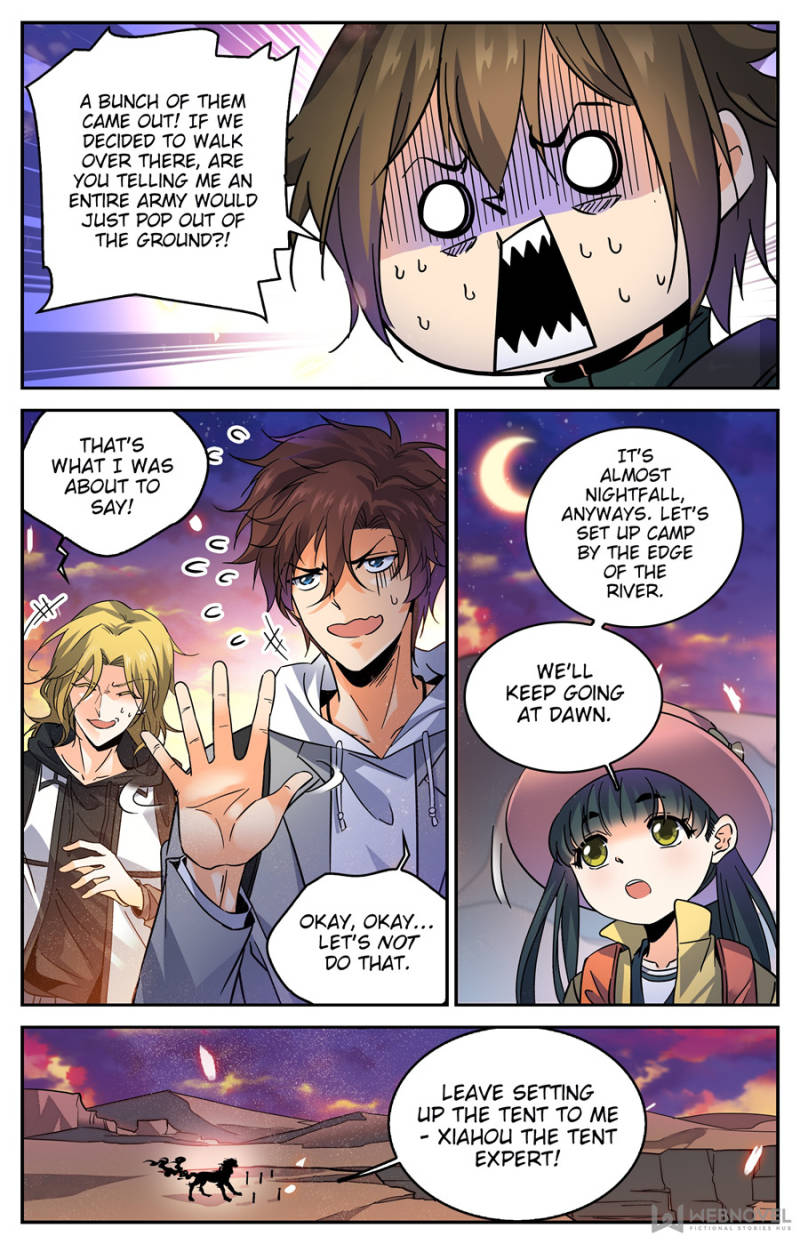 A BUNCH OF THEM
CAME OUT! IF WE
DECIDED TO WALK
OVER THERE, ARE
YOU TELLING ME AN
ENTIRE ARMY WOULD
JUST POP OUT OF
THE GROUND?!
THAT'S
WHAT I WAS
ABOUT TO
SAY!
OKAY, OKAY...
LET'S NOT
DO THAT.
IT'S
ALMOST
NIGHTFALL,
ANYWAYS. LET'S
SET UP CAMP
BY THE EDGE
OF THE
RIVER.
WE'LL
KEEP GOING
AT DAWN.
LEAVE SETTING
UP THE TENT TO ME
- XIAHOU THE TENT
EXPERT!
WEBNOVEL
FICTIONAL STORIES HUB